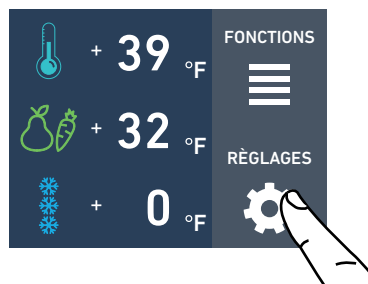 + 39 °F
FONCTIONS
+ 32 °F
RÈGLAGES
+ 0 °F